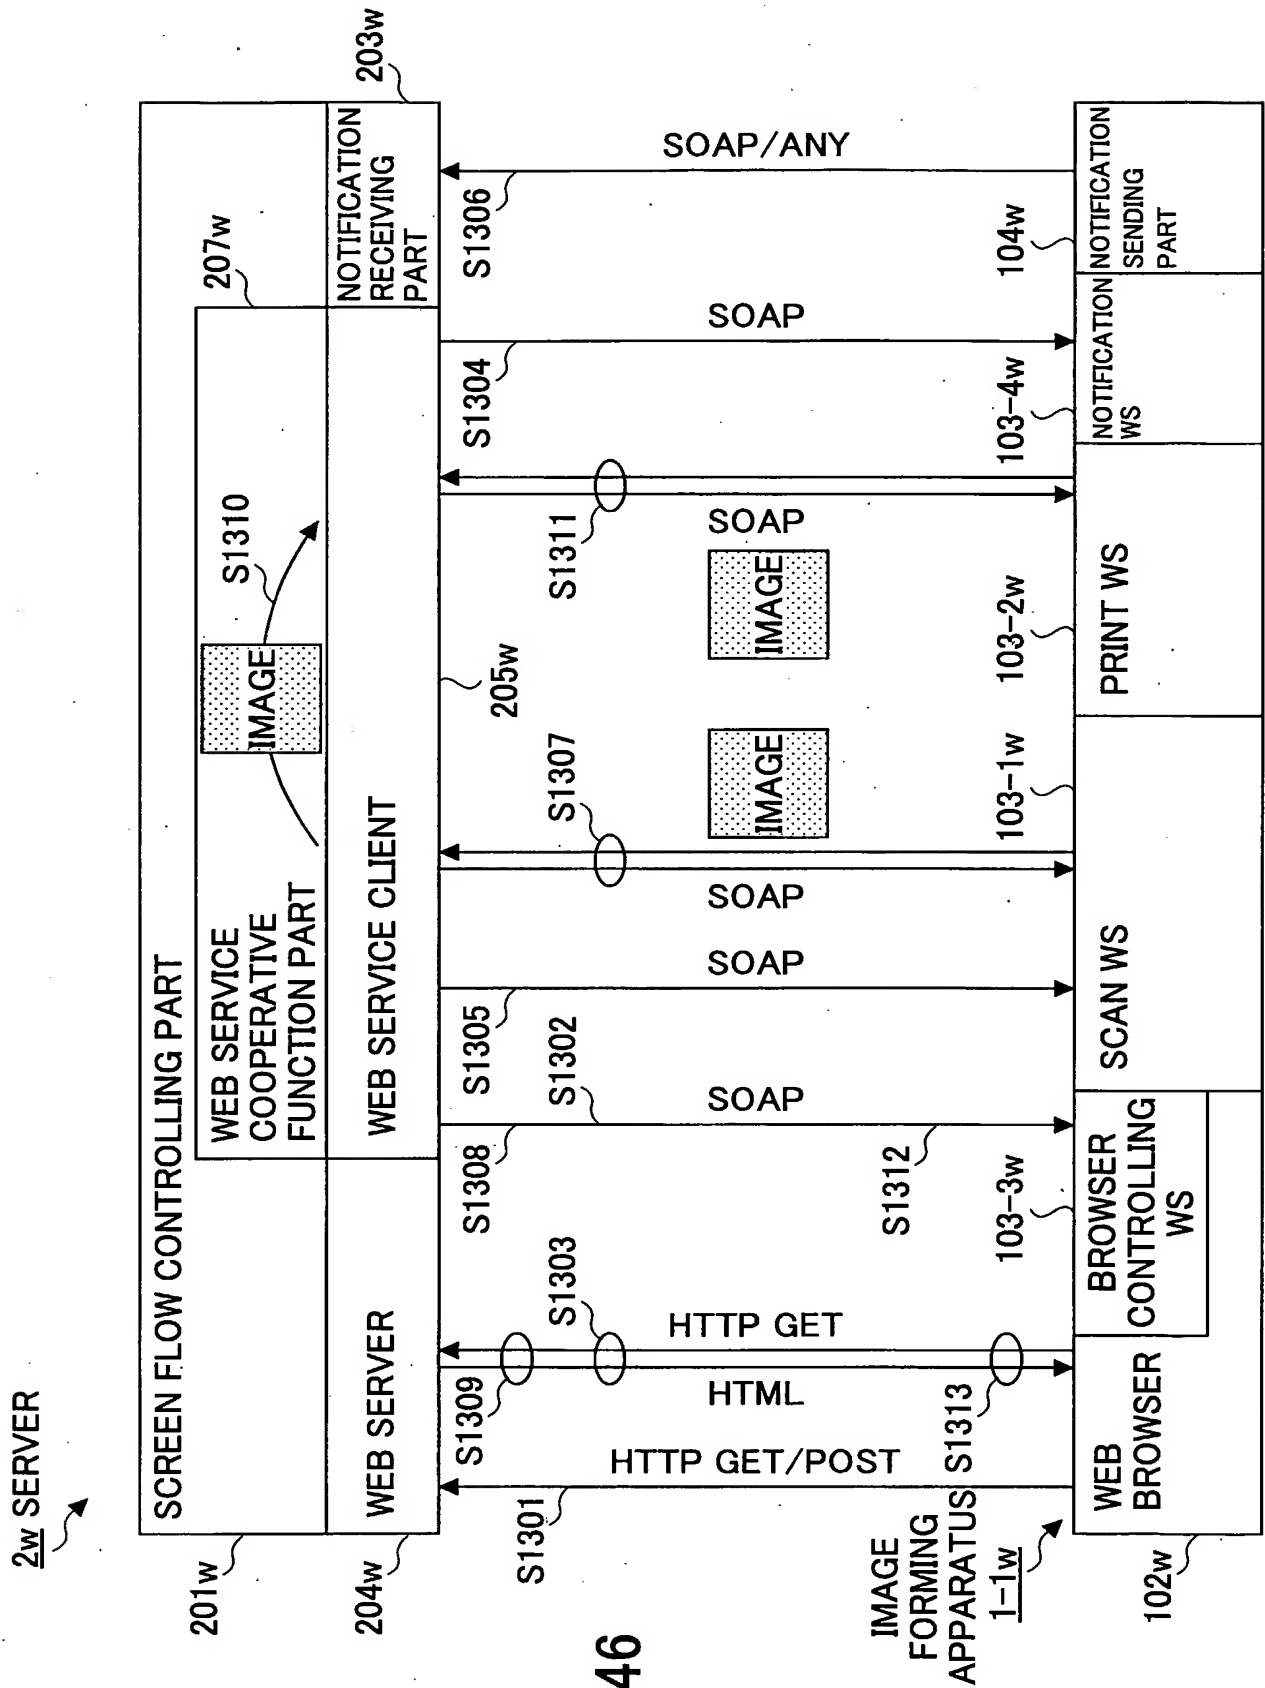 2w SERVER
201w
SCREEN FLOW CONTROLLING PART
WEB SERVICE
COOPERATIVE
FUNCTION PART
IMAGE
S1310
207w
204w
WEB SERVER
WEB SERVICE CLIENT
205w
NOTIFICATION
RECEIVING
PART
203w
S1301
HTTP GET/POST
S1309
S1303
S1313
HTTP GET
HTML
S1308
S1302
S1312
SOAP
S1305
SOAP
S1307
SOAP
IMAGE
IMAGE
S1311
SOAP
S1304
SOAP
S1306
SOAP/ANY
IMAGE
FORMING
APPARATUS
1-1w
102w
WEB
BROWSER
103-3w
BROWSER
CONTROLLING
WS
103-1w
SCAN WS
103-2w
PRINT WS
103-4w
NOTIFICATION
WS
104w
NOTIFICATION
SENDING
PART
46